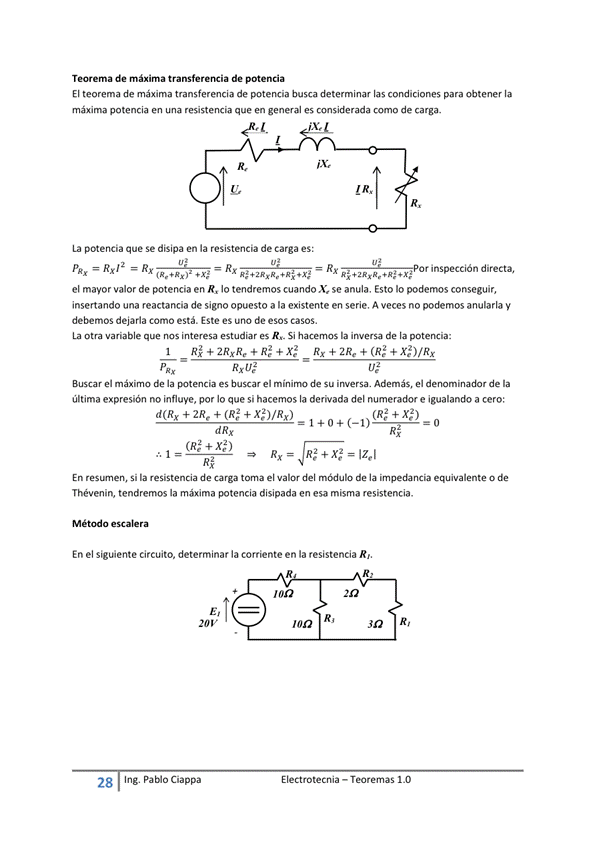 Teorema de máxima transferencia de potencia
El teorema de máxima transferencia de potencia busca determinar las condiciones para obtener la
máxima potencia en una resistencia que en general es considerada como de carga.
R_e I
jX_e I
I
R_e
jX_e
U_e
I R_x
R_x
La potencia que se disipa en la resistencia de carga es:
P_{R_X} = R_X I^2 = R_X \frac{U_e^2}{(R_e+R_X)^2+X_e^2} = R_X \frac{U_e^2}{R_e^2+2R_XR_e+R_X^2+X_e^2} = R_X \frac{U_e^2}{R_X^2+2R_XR_e+R_e^2+X_e^2} Por inspección directa,
el mayor valor de potencia en R_x lo tendremos cuando X_e se anula. Esto lo podemos conseguir,
insertando una reactancia de signo opuesto a la existente en serie. A veces no podemos anularla y
debemos dejarla como está. Este es uno de esos casos.
La otra variable que nos interesa estudiar es R_x. Si hacemos la inversa de la potencia:
\frac{1}{P_{R_X}} = \frac{R_X^2 + 2R_XR_e + R_e^2 + X_e^2}{R_XU_e^2} = \frac{R_X + 2R_e + (R_e^2 + X_e^2)/R_X}{U_e^2}
Buscar el máximo de la potencia es buscar el mínimo de su inversa. Además, el denominador de la
última expresión no influye, por lo que si hacemos la derivada del numerador e igualando a cero:
\frac{d(R_X + 2R_e + (R_e^2 + X_e^2)/R_X)}{dR_X} = 1 + 0 + (−1)\frac{(R_e^2 + X_e^2)}{R_X^2} = 0
∴ 1 = \frac{(R_e^2 + X_e^2)}{R_X^2} ⇒ R_X = \sqrt{R_e^2 + X_e^2} = |Z_e|
En resumen, si la resistencia de carga toma el valor del módulo de la impedancia equivalente o de
Thévenin, tendremos la máxima potencia disipada en esa misma resistencia.
Método escalera
En el siguiente circuito, determinar la corriente en la resistencia R_1.
R_4
R_2
+
10Ω
2Ω
E_1
20V
10Ω
R_3
3Ω
R_1
-
28 Ing. Pablo Ciappa Electrotecnia – Teoremas 1.0